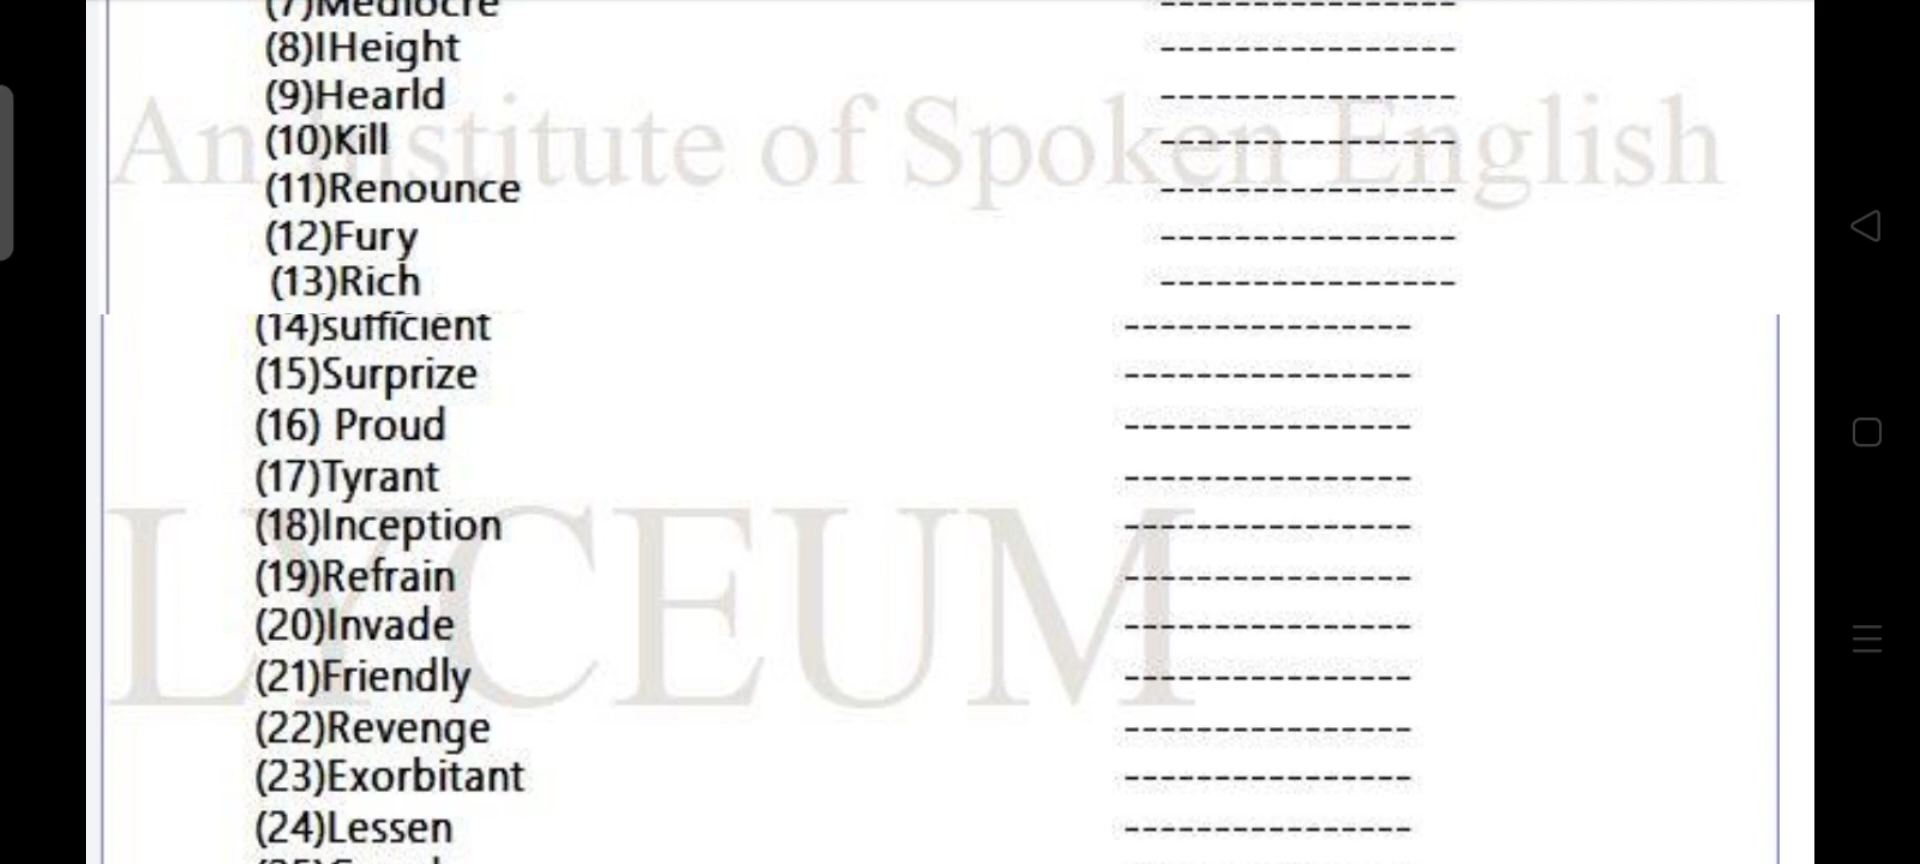 (7)Mediocre ----------------
(8)IHeight ----------------
(9)Hearld ----------------
(10)Kill ----------------
(11)Renounce ----------------
(12)Fury ----------------
(13)Rich ----------------
(14)sufficient ----------------
(15)Surprize ----------------
(16) Proud ----------------
(17)Tyrant ----------------
(18)Inception ----------------
(19)Refrain ----------------
(20)Invade ----------------
(21)Friendly ----------------
(22)Revenge ----------------
(23)Exorbitant ----------------
(24)Lessen ----------------
An Institute of Spoken English
LYCEUM